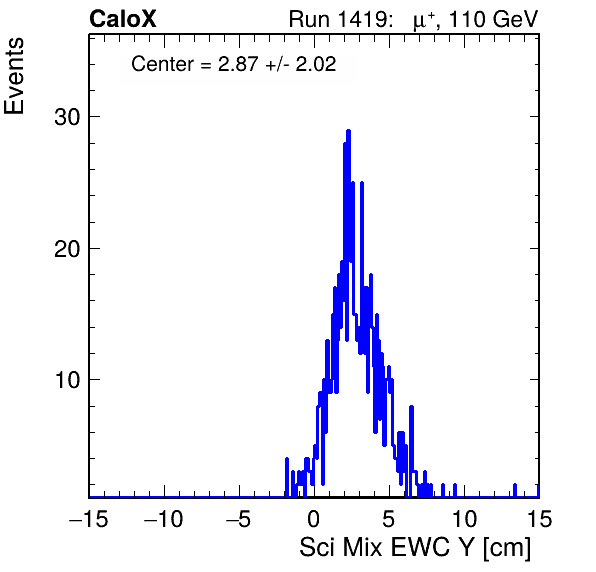 CaloX Run 1419: μ⁺, 110 GeV
Center = 2.87 +/- 2.02
Events
30
20
10
−15 −10 −5 0 5 10 15
Sci Mix EWC Y [cm]